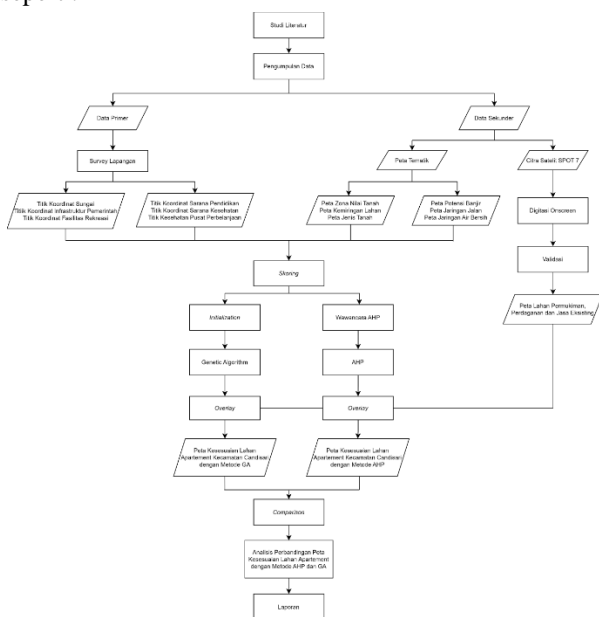 Studi Literatur
Pengumpulan Data
Data Primer
Data Sekunder
Survey Lapangan
Peta Tematik
Citra Satelit SPOT 7
Titik Koordinat Sungai
Titik Koordinat Infrastruktur Pemerintah
Titik Koordinat Fasilitas Rekreasi
Titik Koordinat Sarana Pendidikan
Titik Koordinat Sarana Kesehatan
Titik Kesehatan Pusat Perbelanjaan
Peta Zona Nilai Tanah
Peta Kemiringan Lahan
Peta Jenis Tanah
Peta Potensi Banjir
Peta Jaringan Jalan
Peta Jaringan Air Bersih
Digitasi Onscreen
Validasi
Peta Lahan Permukiman,
Perdagangan dan Jasa Eksisting
Skoring
Initialization
Wawancara AHP
Genetic Algorithm
AHP
Overlay
Overlay
Peta Kesesuaian Lahan
Apartement Kecamatan Candisari
dengan Metode GA
Peta Kesesuaian Lahan
Apartement Kecamatan Candisari
dengan Metode AHP
Comparison
Analisis Perbandingan Peta
Kesesuaian Lahan Apartement
dengan Metode AHP dan GA
Laporan